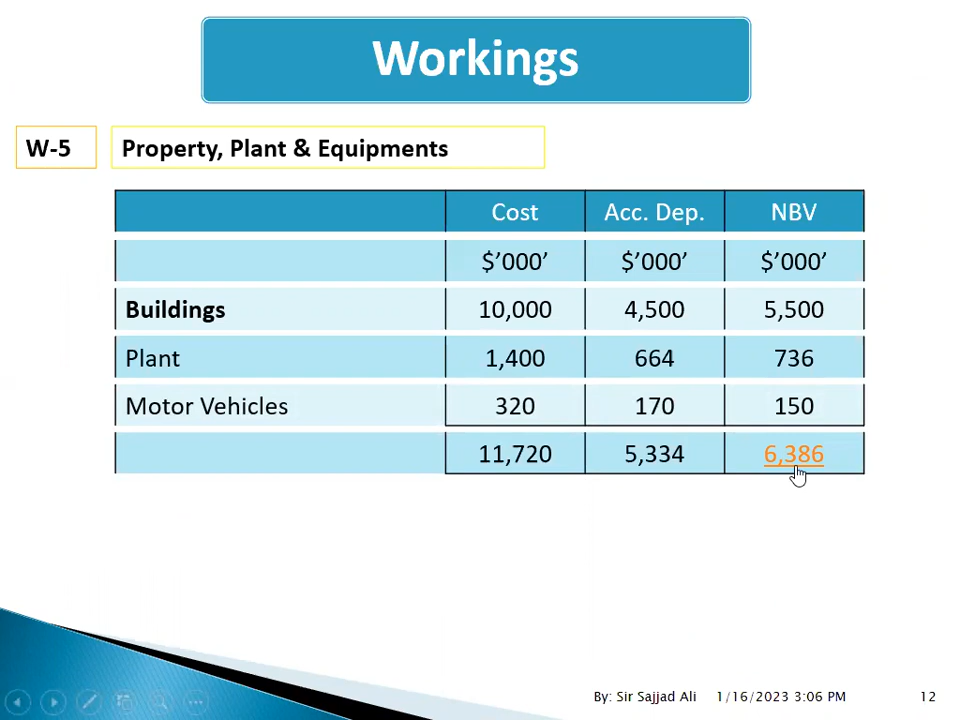 Workings
W-5 Property, Plant & Equipments
Cost Acc. Dep. NBV
$’000’ $’000’ $’000’
Buildings 10,000 4,500 5,500
Plant 1,400 664 736
Motor Vehicles 320 170 150
11,720 5,334 6,386
By: Sir Sajjad Ali 1/16/2023 3:06 PM 12